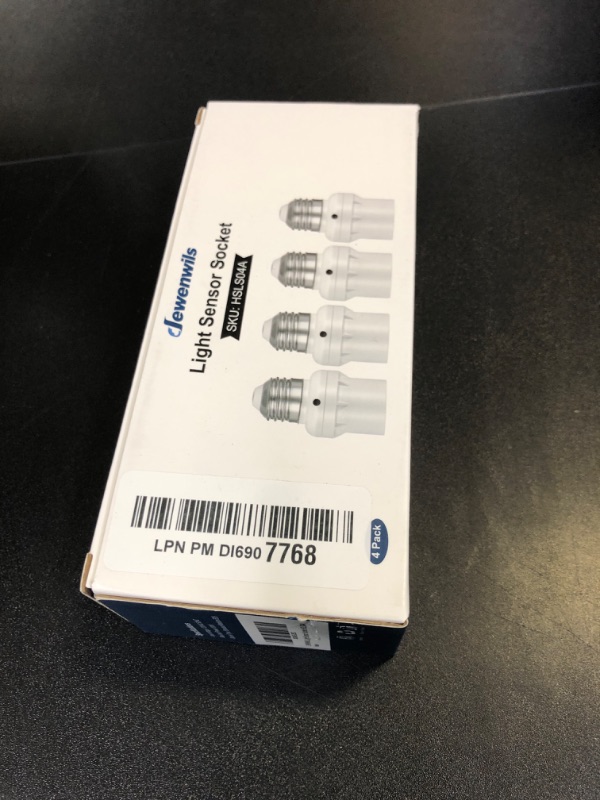 dewenwils
Light Sensor Socket
SKU: HSLS04A
4 Pack
LPN PM DI690 7768